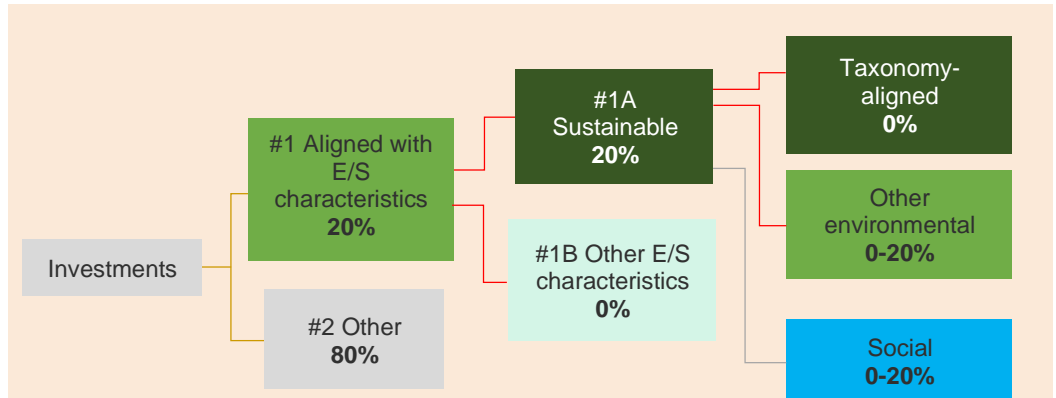 Investments
#1 Aligned with
E/S
characteristics
20%
#2 Other
80%
#1A
Sustainable
20%
#1B Other E/S
characteristics
0%
Taxonomy-
aligned
0%
Other
environmental
0-20%
Social
0-20%